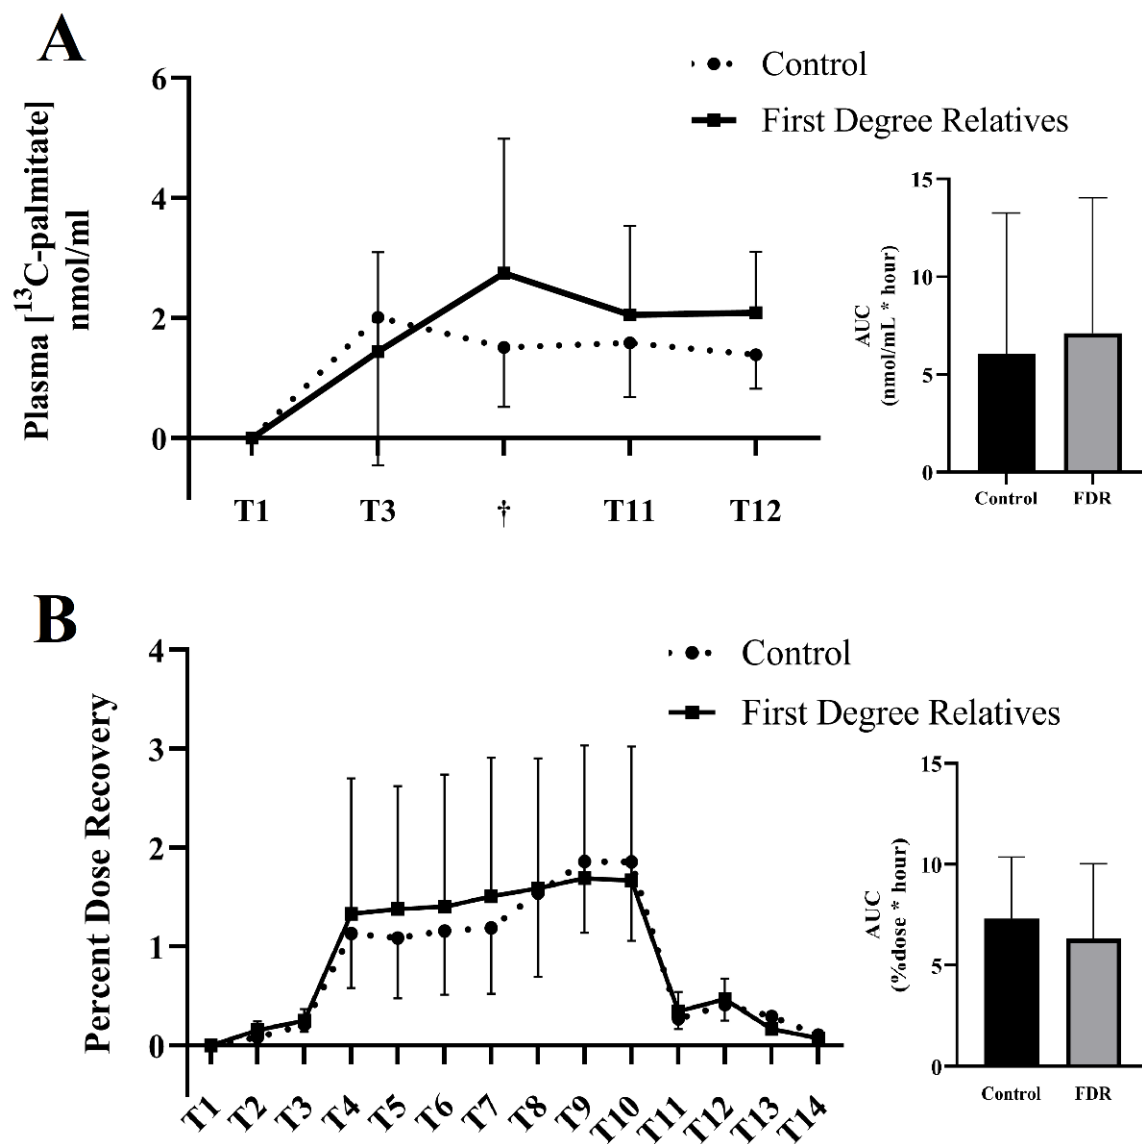 A
Control
First Degree Relatives
Plasma [¹³C-palmitate]
nmol/ml
6
4
2
0
T1
T3
†
T11
T12
15
10
5
0
AUC
(nmol/mL * hour)
Control
FDR
B
Control
First Degree Relatives
Percent Dose Recovery
4
3
2
1
0
T1
T2
T3
T4
T5
T6
T7
T8
T9
T10
T11
T12
T13
T14
15
10
5
0
AUC
(%dose * hour)
Control
FDR